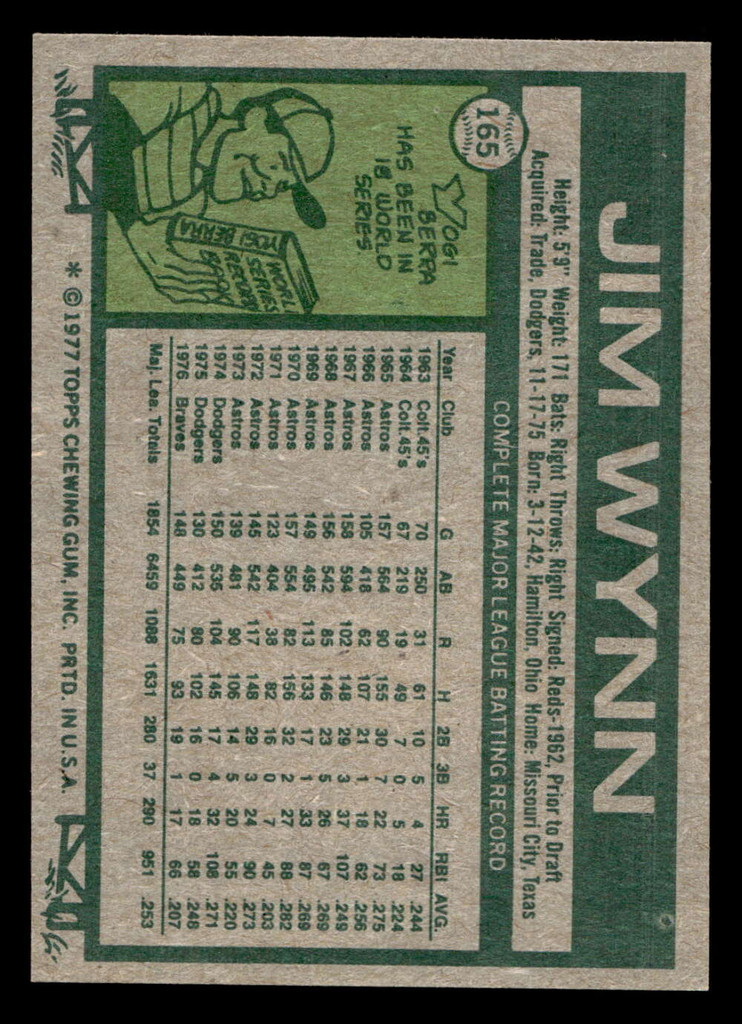 JIM WYNN
165
Height: 5'9" Weight: 171 Bats: Right Throws: Right Signed: Reds-1962, Prior to Draft
Acquired: Trade, Dodgers, 11-17-75 Born: 3-12-42, Hamilton, Ohio Home: Missouri City, Texas
COMPLETE MAJOR LEAGUE BATTING RECORD
YOGI
BERRA
HAS BEEN IN
18 WORLD
SERIES.
WORLD
SERIES
RECORD
BOOK
YOGI BERRA
Year Club G AB R H 2B 3B HR RBI AVG.
1963 Colt .45's 70 250 31 61 10 5 4 27 .244
1964 Colt .45's 67 219 19 49 7 0 5 18 .224
1965 Astros 157 564 90 155 30 7 22 73 .275
1966 Astros 105 418 62 107 21 1 18 62 .256
1967 Astros 158 594 102 148 29 3 37 107 .249
1968 Astros 156 542 85 146 23 5 26 67 .269
1969 Astros 149 495 113 133 17 1 33 87 .269
1970 Astros 157 554 82 156 32 2 27 88 .282
1971 Astros 123 404 38 82 16 0 7 45 .203
1972 Astros 145 542 117 148 29 3 24 90 .273
1973 Astros 139 481 90 106 14 5 20 55 .220
1974 Dodgers 150 535 104 145 17 4 32 108 .271
1975 Dodgers 130 412 80 102 16 0 18 58 .248
1976 Braves 148 449 75 93 19 1 17 66 .207
Maj. Lea. Totals 1854 6459 1088 1631 280 37 290 951 .253
* ©1977 TOPPS CHEWING GUM, INC. PRTD. IN U.S.A.